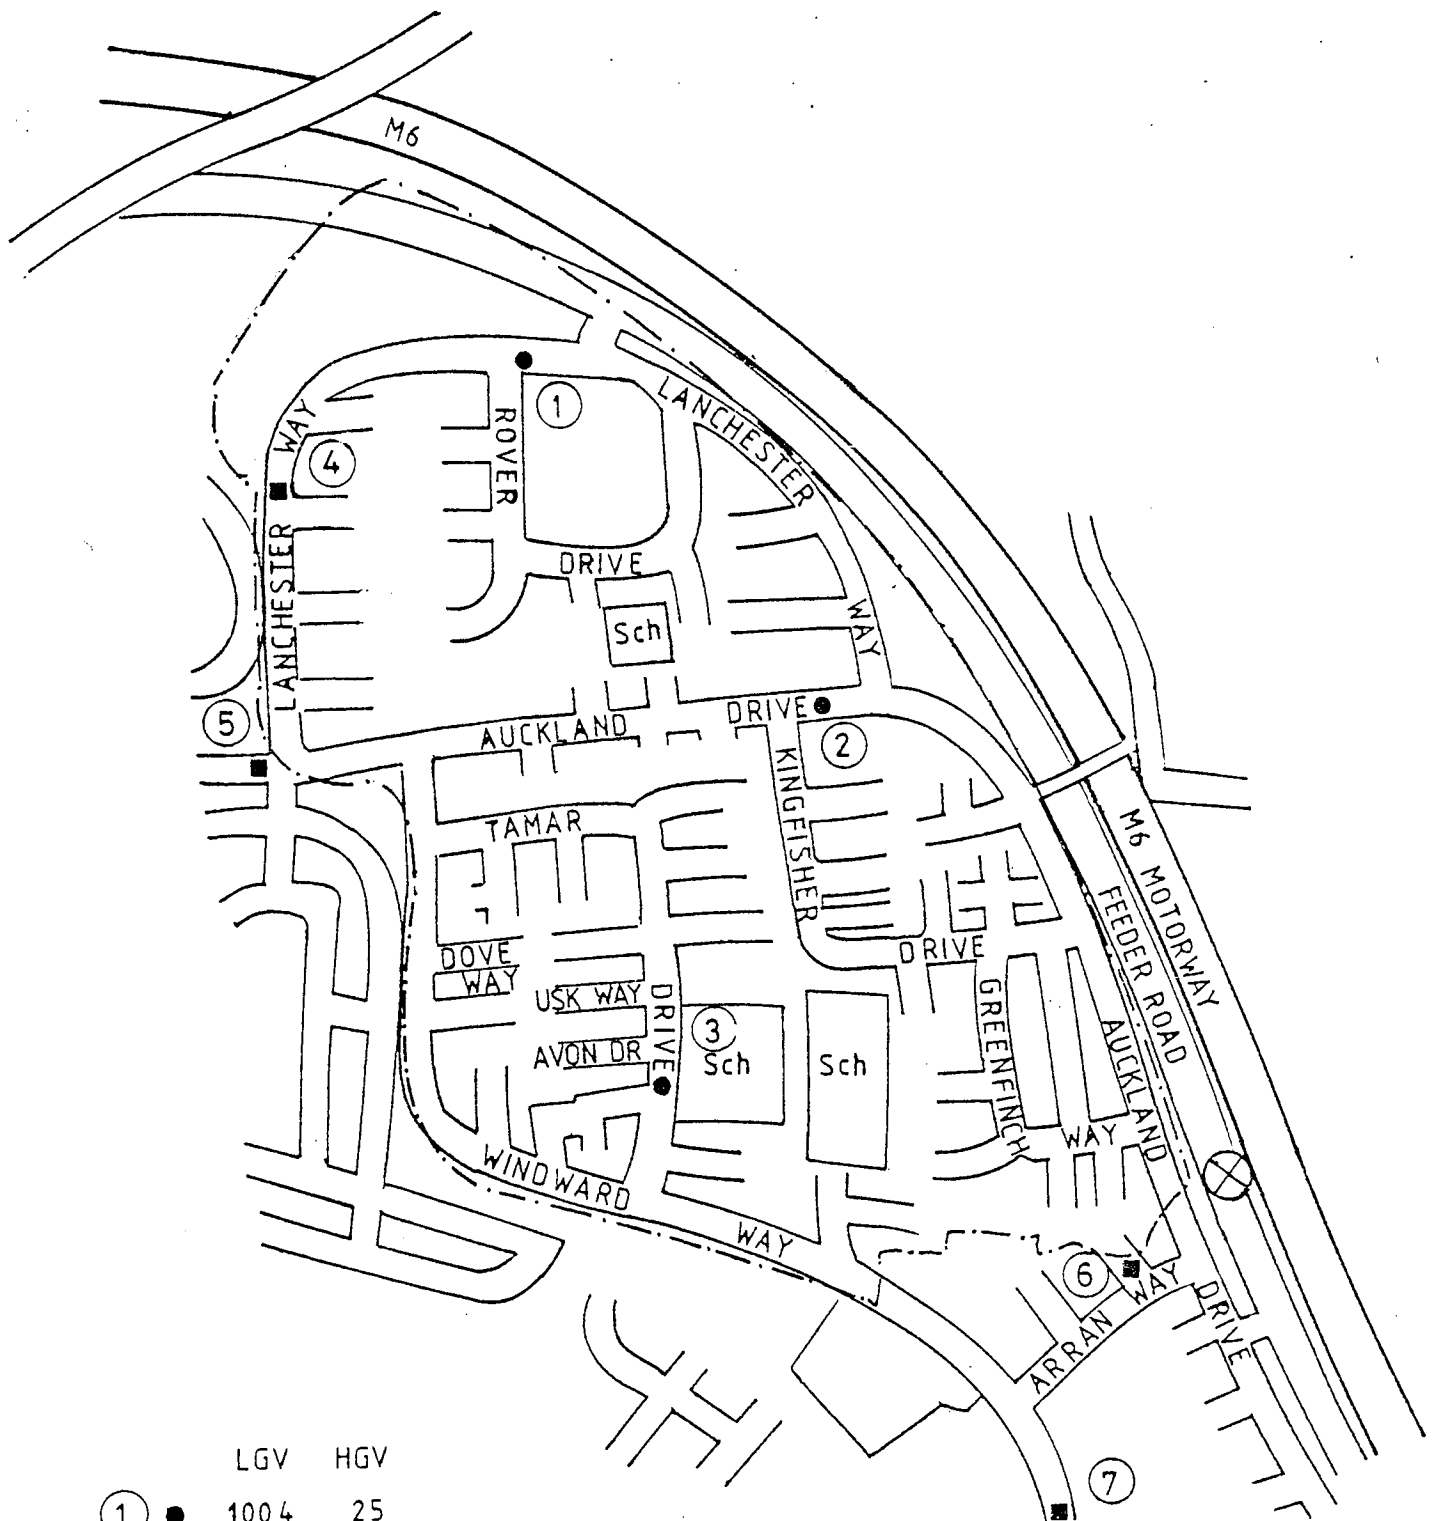 M6
LANCHESTER
WAY
①
ROVER
④
LANCHESTER
DRIVE
Sch
WAY
⑤
AUCKLAND
DRIVE
②
KINGFISHER
TAMAR
M6 MOTORWAY
FEEDER ROAD
DOVE
WAY
DRIVE
USK WAY
DRIVE
GREENFINCH
③
AUCKLAND
AVON DR
Sch
Sch
WAY
WINDWARD
WAY
⑥
WAY
ARRAN
DRIVE
⑦
LGV HGV
① 1004 25